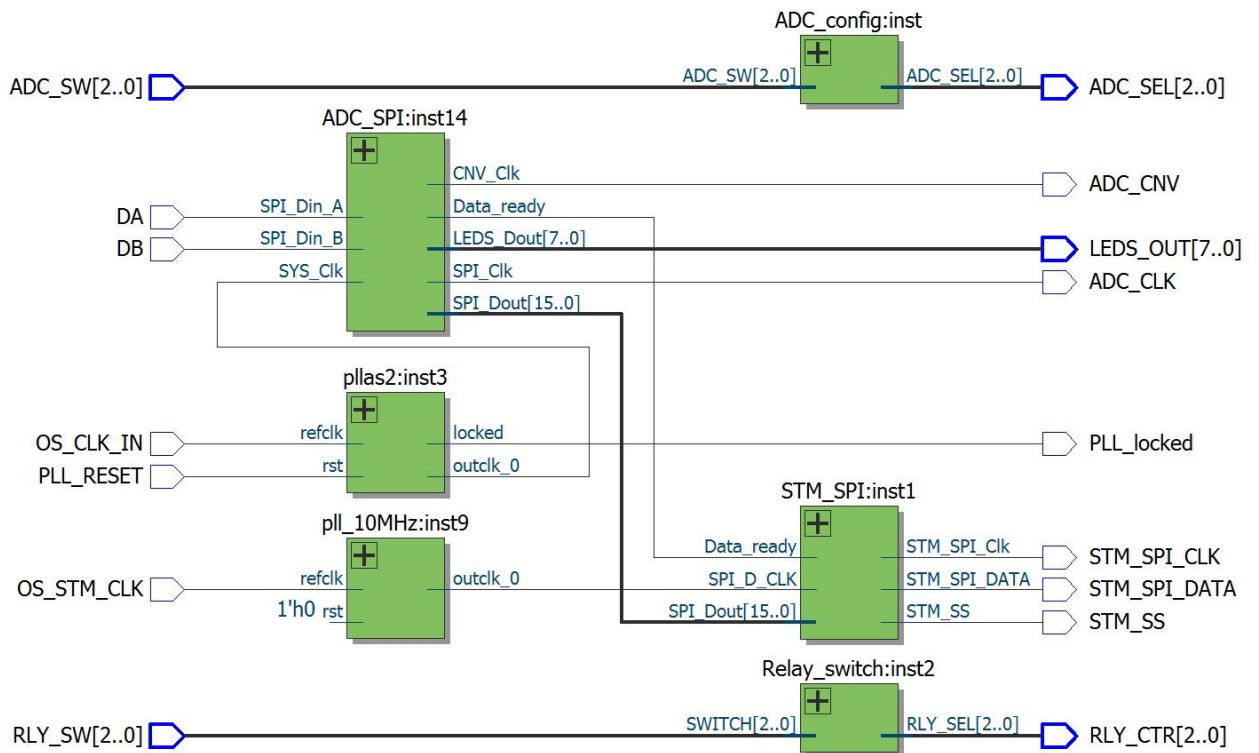 ADC_config:inst
ADC_SW[2..0] ADC_SW[2..0] ADC_SEL[2..0] ADC_SEL[2..0]
ADC_SPI:inst14
CNV_Clk ADC_CNV
DA SPI_Din_A Data_ready
DB SPI_Din_B LEDS_Dout[7..0] LEDS_OUT[7..0]
SYS_Clk SPI_Clk ADC_CLK
SPI_Dout[15..0]
pllas2:inst3
OS_CLK_IN refclk locked PLL_locked
PLL_RESET rst outclk_0
STM_SPI:inst1
pll_10MHz:inst9
Data_ready STM_SPI_Clk STM_SPI_CLK
OS_STM_CLK refclk outclk_0 SPI_D_CLK STM_SPI_DATA STM_SPI_DATA
1'h0 rst SPI_Dout[15..0] STM_SS STM_SS
Relay_switch:inst2
RLY_SW[2..0] SWITCH[2..0] RLY_SEL[2..0] RLY_CTR[2..0]